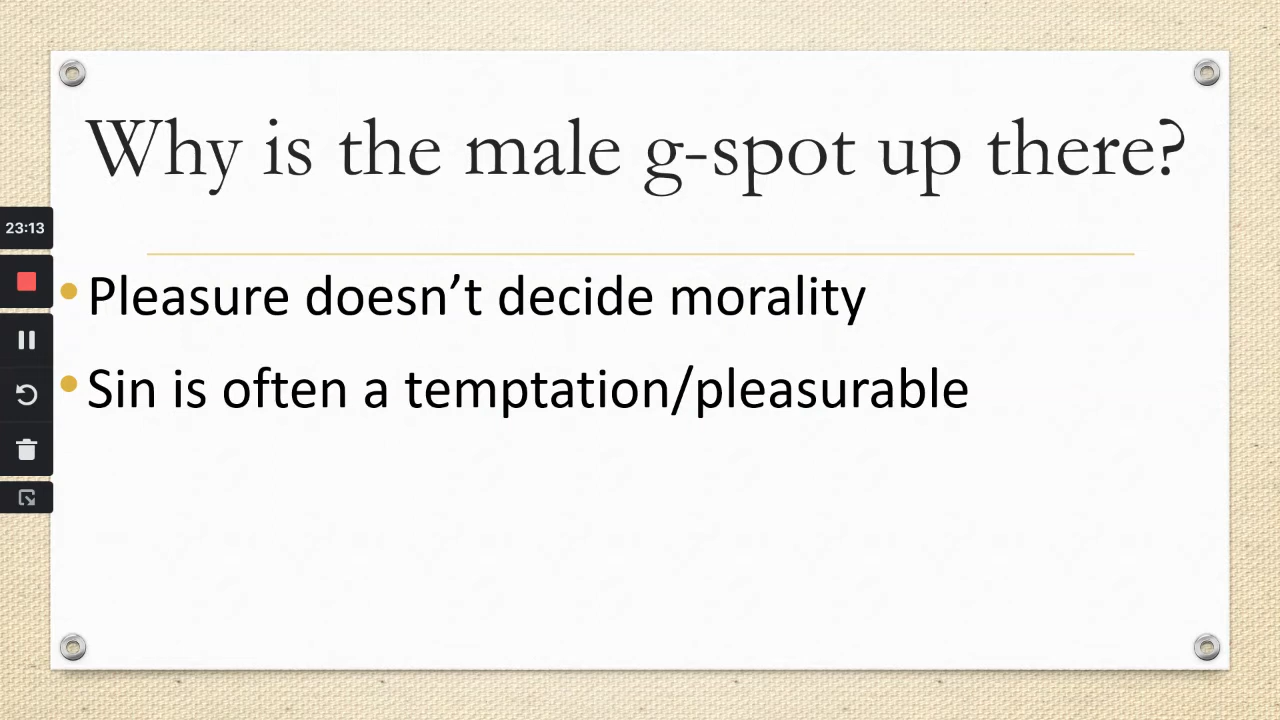 Why is the male g-spot up there?
23:13
Pleasure doesn’t decide morality
Sin is often a temptation/pleasurable